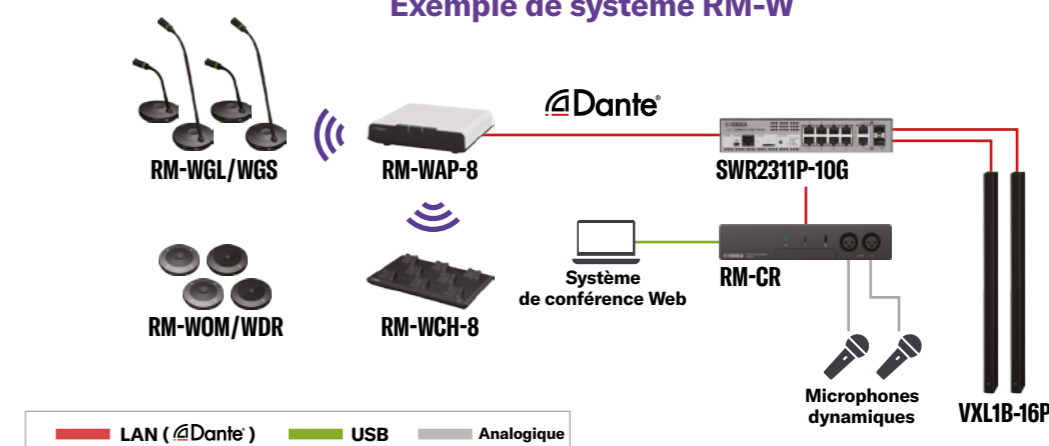 Exemple de système RM-W
Dante
RM-WGL/WGS
RM-WAP-8
SWR2311P-10G
Système
de conférence Web
RM-CR
RM-WOM/WDR
RM-WCH-8
Microphones
dynamiques
VXL1B-16P
LAN ( Dante )
USB
Analogique